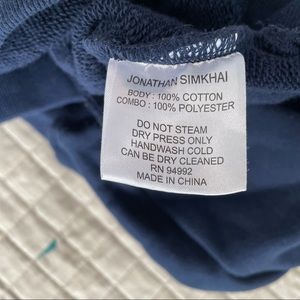 JONATHAN SIMKHAI
BODY : 100% COTTON
COMBO : 100% POLYESTER
DO NOT STEAM
DRY PRESS ONLY
HANDWASH COLD
CAN BE DRY CLEANED
RN 94992
MADE IN CHINA